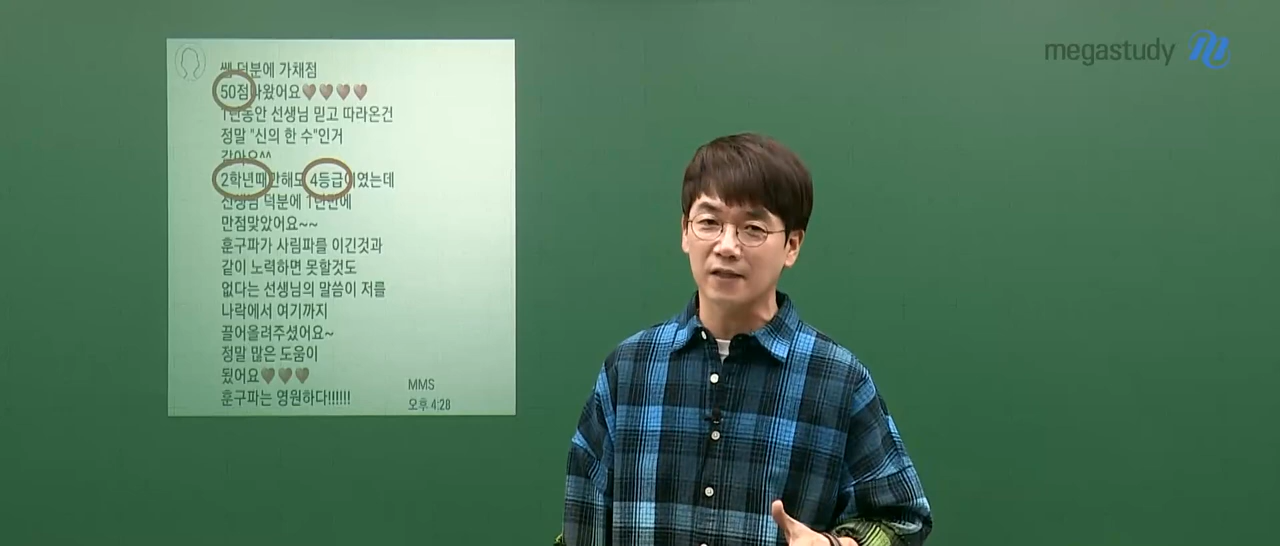 쌤 덕분에 가채점
50점 나왔어요
1년동안 선생님 믿고 따라온건
정말 "신의 한 수"인거
같아요^^
2학년때만해도 4등급이였는데
선생님 덕분에 1년만에
만점맞았어요~~
훈구파가 사림파를 이긴것과
같이 노력하면 못할것도
없다는 선생님의 말씀이 저를
나락에서 여기까지
끌어올려주셨어요~
정말 많은 도움이
됬어요
훈구파는 영원하다!!!!!!
MMS
오후 4:28
megastudy